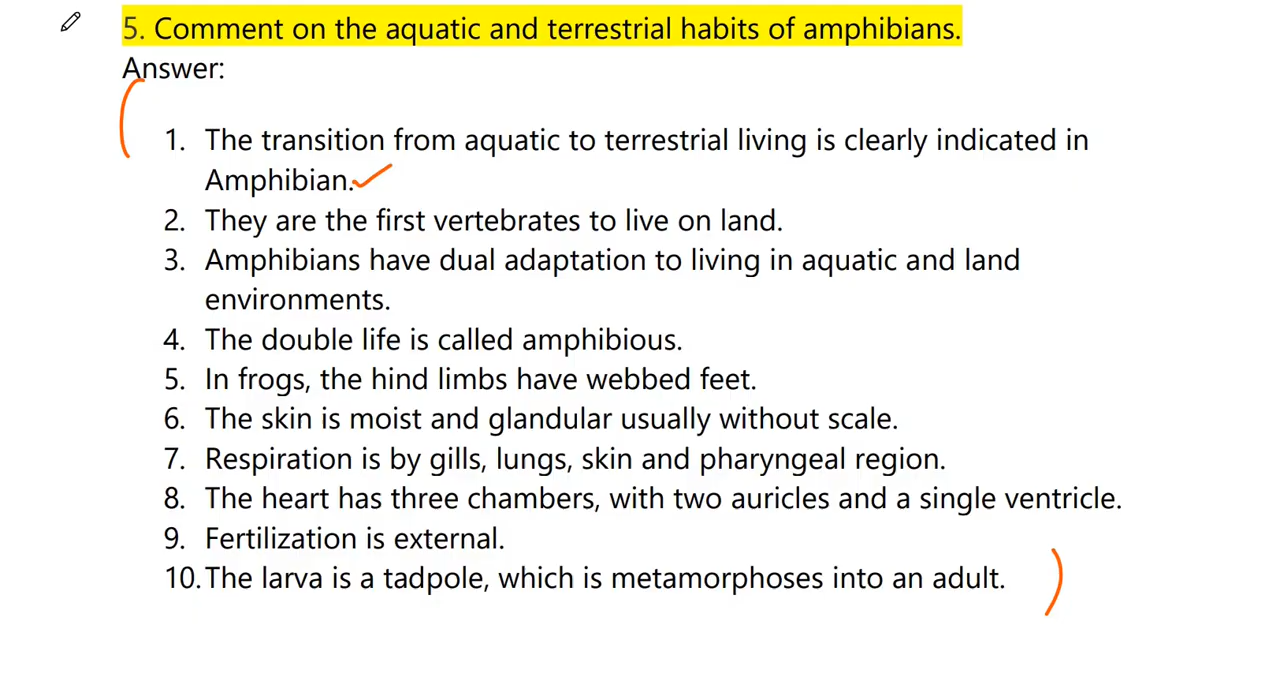 5. Comment on the aquatic and terrestrial habits of amphibians.
Answer:
1. The transition from aquatic to terrestrial living is clearly indicated in
Amphibian.
2. They are the first vertebrates to live on land.
3. Amphibians have dual adaptation to living in aquatic and land
environments.
4. The double life is called amphibious.
5. In frogs, the hind limbs have webbed feet.
6. The skin is moist and glandular usually without scale.
7. Respiration is by gills, lungs, skin and pharyngeal region.
8. The heart has three chambers, with two auricles and a single ventricle.
9. Fertilization is external.
10. The larva is a tadpole, which is metamorphoses into an adult.